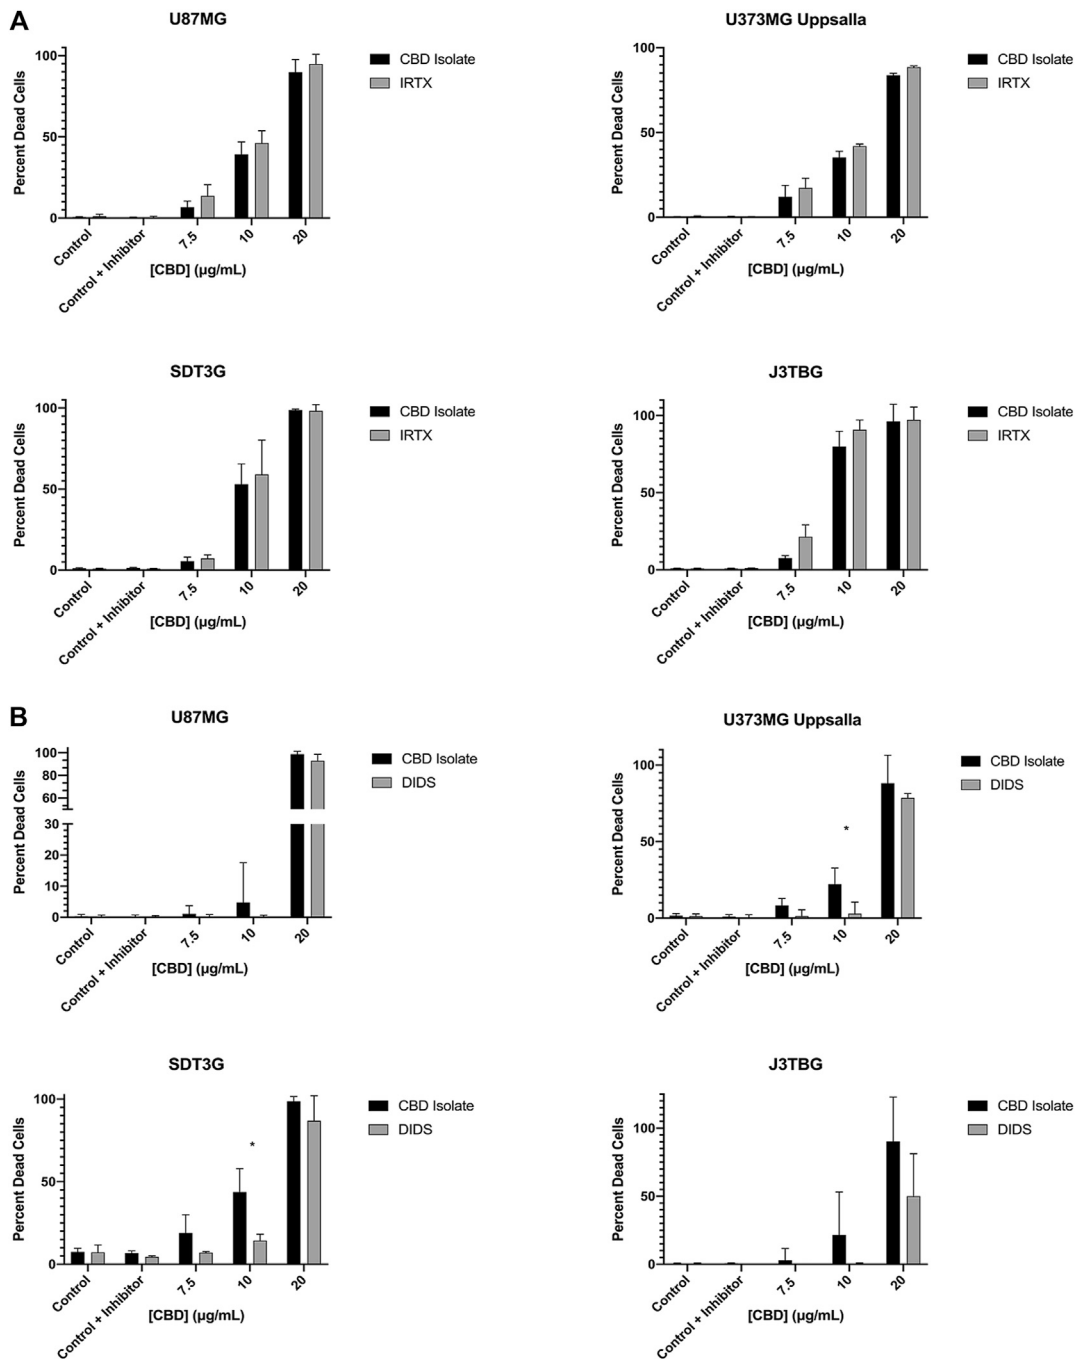 A
U87MG
Percent Dead Cells
100
50
0
Control
Control + Inhibitor
7.5
10
20
[CBD] (µg/mL)
CBD Isolate
IRTX
U373MG Uppsalla
Percent Dead Cells
100
50
0
Control
Control + Inhibitor
7.5
10
20
[CBD] (µg/mL)
CBD Isolate
IRTX
SDT3G
Percent Dead Cells
100
50
0
Control
Control + Inhibitor
7.5
10
20
[CBD] (µg/mL)
CBD Isolate
IRTX
J3TBG
Percent Dead Cells
100
50
0
Control
Control + Inhibitor
7.5
10
20
[CBD] (µg/mL)
CBD Isolate
IRTX
B
U87MG
Percent Dead Cells
100
80
60
30
20
10
0
Control
Control + Inhibitor
7.5
10
20
[CBD] (µg/mL)
CBD Isolate
DIDS
U373MG Uppsalla
Percent Dead Cells
100
50
0
*
Control
Control + Inhibitor
7.5
10
20
[CBD] (µg/mL)
CBD Isolate
DIDS
SDT3G
Percent Dead Cells
100
50
0
*
Control
Control + Inhibitor
7.5
10
20
[CBD] (µg/mL)
CBD Isolate
DIDS
J3TBG
Percent Dead Cells
100
50
0
Control
Control + Inhibitor
7.5
10
20
[CBD] (µg/mL)
CBD Isolate
DIDS